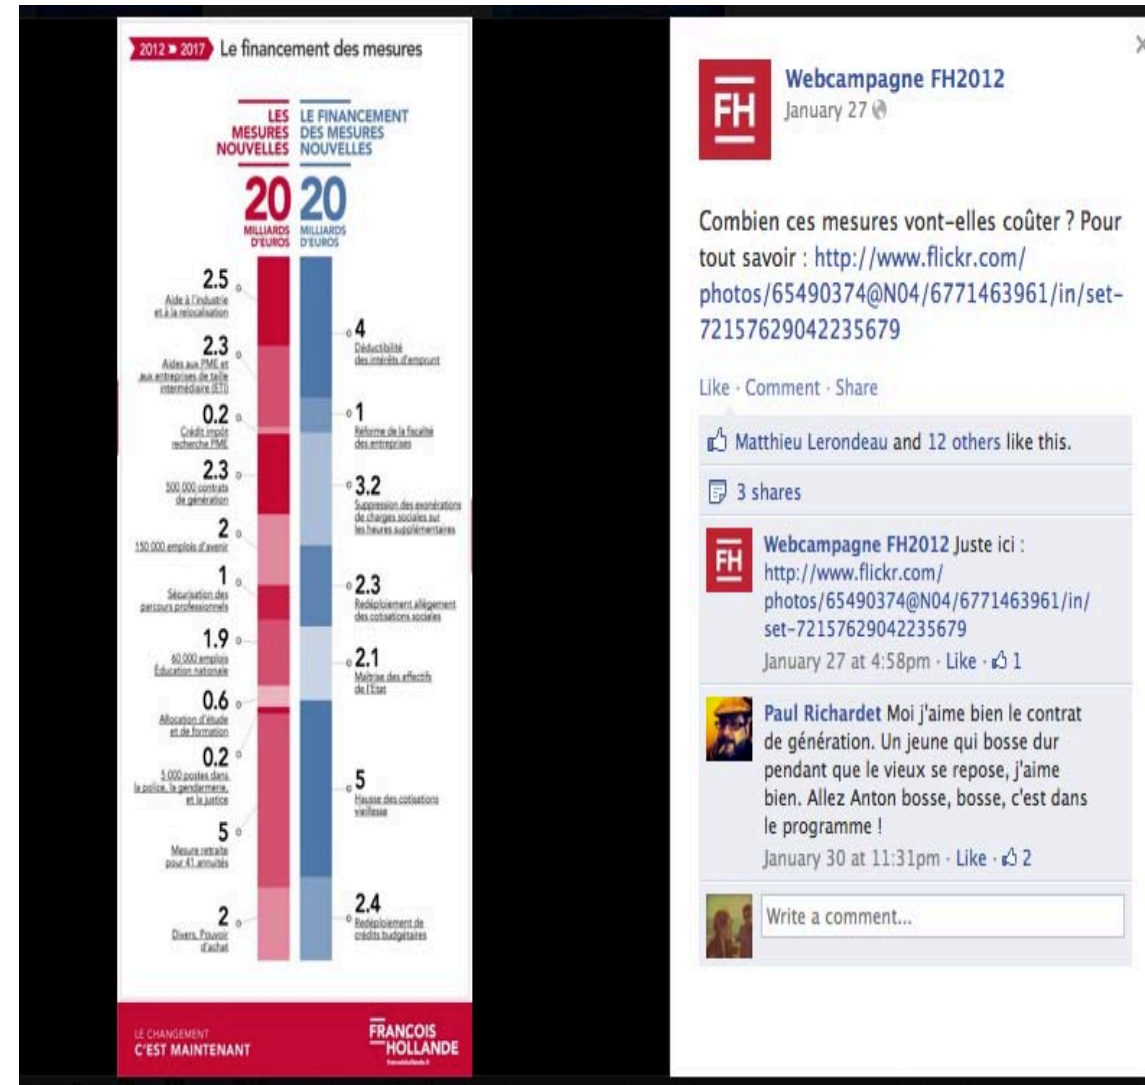 2012 » 2017 Le financement des mesures
LES
MESURES
NOUVELLES
20
MILLIARDS
D'EUROS
LE FINANCEMENT
DES MESURES
NOUVELLES
20
MILLIARDS
D'EUROS
2.5
Aide à l'industrie
et à la relocalisation
2.3
Aides aux PME et
aux entreprises de taille
intermédiaire (ETI)
0.2
Crédit impôt
recherche PME
2.3
500 000 contrats
de génération
2
150 000 emplois d'avenir
1
Sécurisation des
parcours professionnels
1.9
60 000 emplois
Éducation nationale
0.6
Allocation d'étude
et de formation
0.2
5 000 postes dans
la police, la gendarmerie,
et la justice
5
Mesure retraite
pour 41 annuités
2
Divers, Pouvoir
d'achat
4
Déductibilité
des intérêts d'emprunt
1
Réforme de la fiscalité
des entreprises
3.2
Suppression des exonérations
de charges sociales sur
les heures supplémentaires
2.3
Redéploiement allègement
des cotisations sociales
2.1
Maîtrise des effectifs
de l'Etat
5
Hausse des cotisations
vieillesse
2.4
Redéploiement de
crédits budgétaires
LE CHANGEMENT
C'EST MAINTENANT
FRANÇOIS
HOLLANDE
francoishollande.fr
FH
Webcampagne FH2012
January 27
Combien ces mesures vont-elles coûter ? Pour
tout savoir : http://www.flickr.com/
photos/65490374@N04/6771463961/in/set-
72157629042235679
Like · Comment · Share
Matthieu Lerondeau and 12 others like this.
3 shares
FH
Webcampagne FH2012 Juste ici :
http://www.flickr.com/
photos/65490374@N04/6771463961/in/
set-72157629042235679
January 27 at 4:58pm · Like · 1
Paul Richardet Moi j'aime bien le contrat
de génération. Un jeune qui bosse dur
pendant que le vieux se repose, j'aime
bien. Allez Anton bosse, bosse, c'est dans
le programme !
January 30 at 11:31pm · Like · 2
Write a comment...